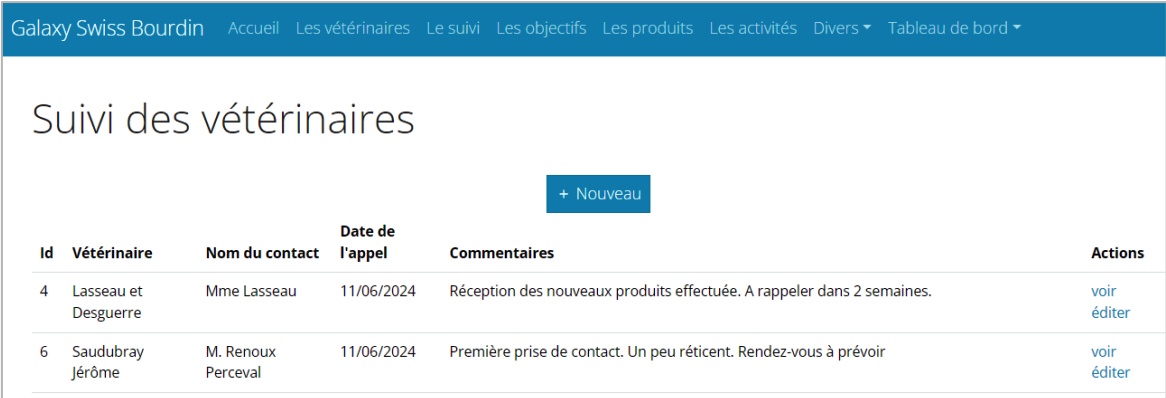 Galaxy Swiss Bourdin Accueil Les vétérinaires Le suivi Les objectifs Les produits Les activités Divers Tableau de bord
Suivi des vétérinaires
+ Nouveau
Id Vétérinaire Nom du contact Date de l'appel Commentaires Actions
4 Lasseau et Desguerre Mme Lasseau 11/06/2024 Réception des nouveaux produits effectuée. A rappeler dans 2 semaines. voir éditer
6 Saudubray Jérôme M. Renoux Perceval 11/06/2024 Première prise de contact. Un peu réticent. Rendez-vous à prévoir voir éditer